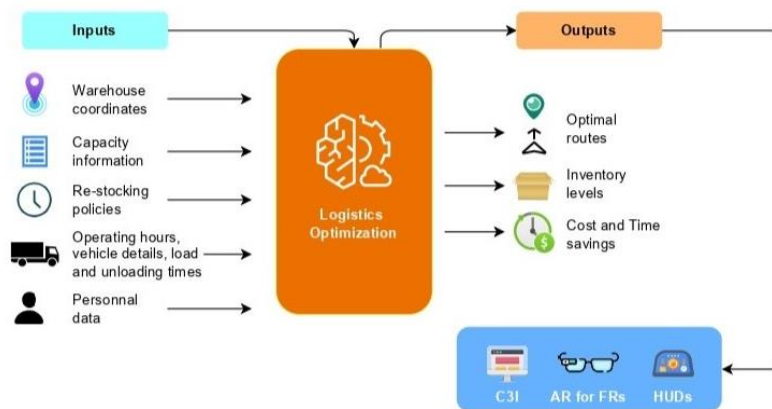 Inputs
Outputs
Warehouse
coordinates
Capacity
information
Re-stocking
policies
Operating hours,
vehicle details, load
and unloading times
Personnal
data
Logistics
Optimization
Optimal
routes
Inventory
levels
Cost and Time
savings
C3I
AR for FRs
HUDs